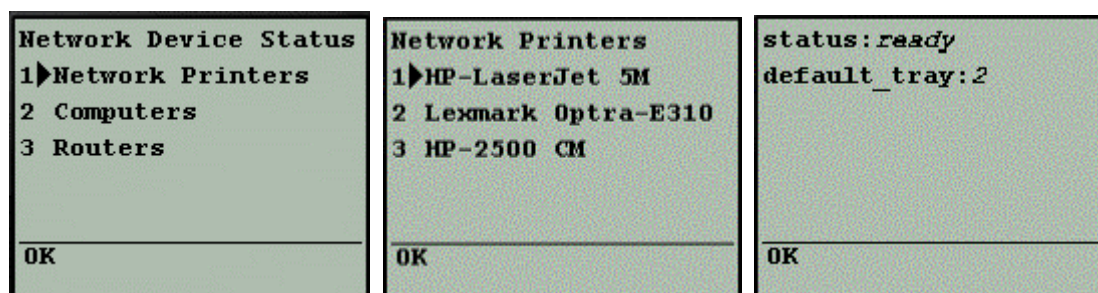 Network Device Status
1▶Network Printers
2 Computers
3 Routers
OK
Network Printers
1▶HP-LaserJet 5M
2 Lexmark Optra-E310
3 HP-2500 CM
OK
status:ready
default_tray:2
OK